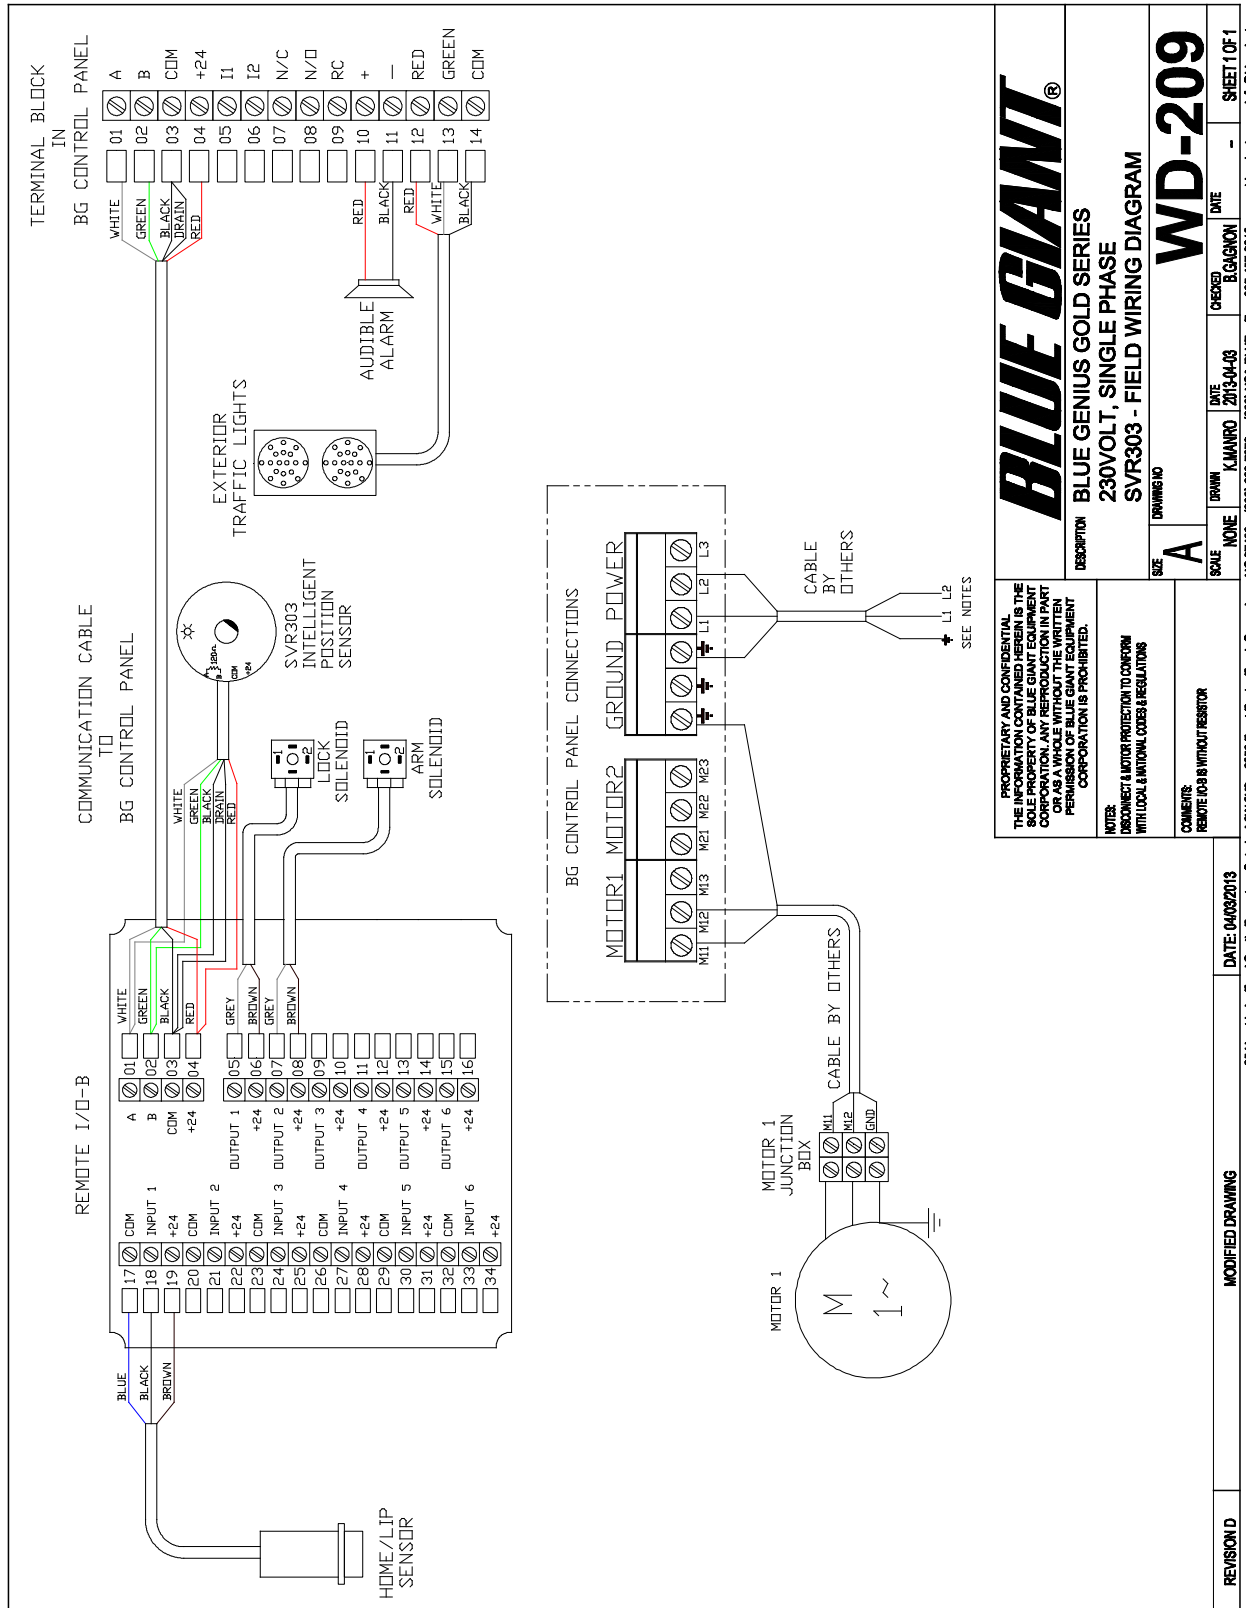 TERMINAL BLOCK
IN
BG CONTROL PANEL
01 A
02 B
03 COM
04 +24
05 I1
06 I2
07 N/C
08 N/O
09 RC
10 +
11 —
12 RED
13 GREEN
14 COM
WHITE
GREEN
BLACK
DRAIN
RED
RED
BLACK
RED
WHITE
BLACK
AUDIBLE
ALARM
EXTERIOR
TRAFFIC LIGHTS
COMMUNICATION CABLE
TO
BG CONTROL PANEL
SVR303
INTELLIGENT
POSITION
SENSOR
A
B
120Ω
COM
+24
WHITE
GREEN
BLACK
DRAIN
RED
LOCK
SOLENOID
1
2
ARM
SOLENOID
1
2
REMOTE I/O-B
WHITE
GREEN
BLACK
RED
GREY
BROWN
GREY
BROWN
A 01
B 02
COM 03
+24 04
OUTPUT 1 05
+24 06
OUTPUT 2 07
+24 08
OUTPUT 3 09
+24 10
OUTPUT 4 11
+24 12
OUTPUT 5 13
+24 14
OUTPUT 6 15
+24 16
17 COM
18 INPUT 1
19 +24
20 COM
21 INPUT 2
22 +24
23 COM
24 INPUT 3
25 +24
26 COM
27 INPUT 4
28 +24
29 COM
30 INPUT 5
31 +24
32 COM
33 INPUT 6
34 +24
BLUE
BLACK
BROWN
HOME/LIP
SENSOR
BG CONTROL PANEL CONNECTIONS
MOTOR1 MOTOR2 GROUND POWER
M11 M12 M13 M21 M22 M23 L1 L2 L3
CABLE
BY
OTHERS
L1 L2
SEE NOTES
CABLE BY OTHERS
MOTOR 1
JUNCTION
BOX
M11
M12
GND
MOTOR 1
M
1~
PROPRIETARY AND CONFIDENTIAL
THE INFORMATION CONTAINED HEREIN IS THE
SOLE PROPERTY OF BLUE GIANT EQUIPMENT
CORPORATION. ANY REPRODUCTION IN PART
OR AS A WHOLE WITHOUT THE WRITTEN
PERMISSION OF BLUE GIANT EQUIPMENT
CORPORATION IS PROHIBITED.
NOTES:
DISCONNECT & MOTOR PROTECTION TO CONFORM
WITH LOCAL & NATIONAL CODES & REGULATIONS
COMMENTS:
REMOTE I/O-B IS WITHOUT RESISTOR
BLUE GIANT®
DESCRIPTION
BLUE GENIUS GOLD SERIES
230VOLT, SINGLE PHASE
SVR303 - FIELD WIRING DIAGRAM
SIZE A
DRAWING NO
WD-209
SCALE NONE
DRAWN K.MANRO
DATE 2013-04-03
CHECKED B.GAGNON
DATE -
SHEET 1 OF 1
REVISION D
MODIFIED DRAWING
DATE: 04/03/2013